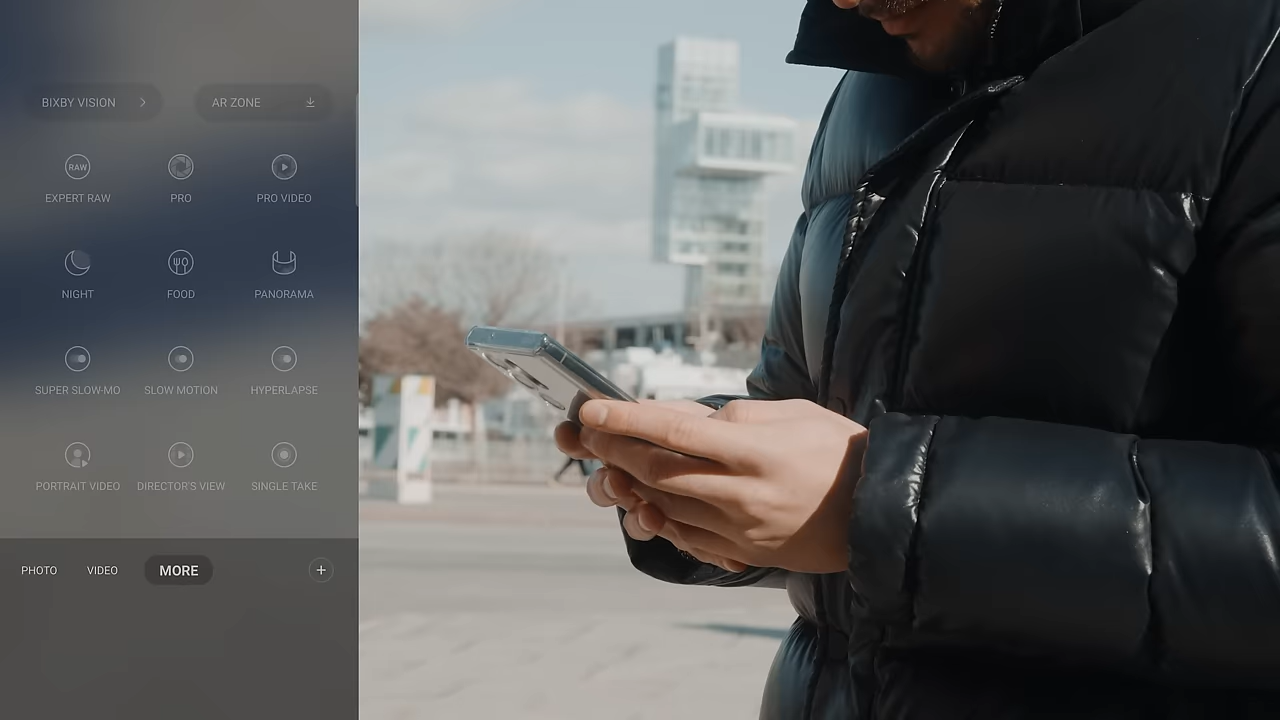 BIXBY VISION
AR ZONE
RAW
EXPERT RAW
PRO
PRO VIDEO
NIGHT
FOOD
PANORAMA
SUPER SLOW-MO
SLOW MOTION
HYPERLAPSE
PORTRAIT VIDEO
DIRECTOR'S VIEW
SINGLE TAKE
PHOTO
VIDEO
MORE